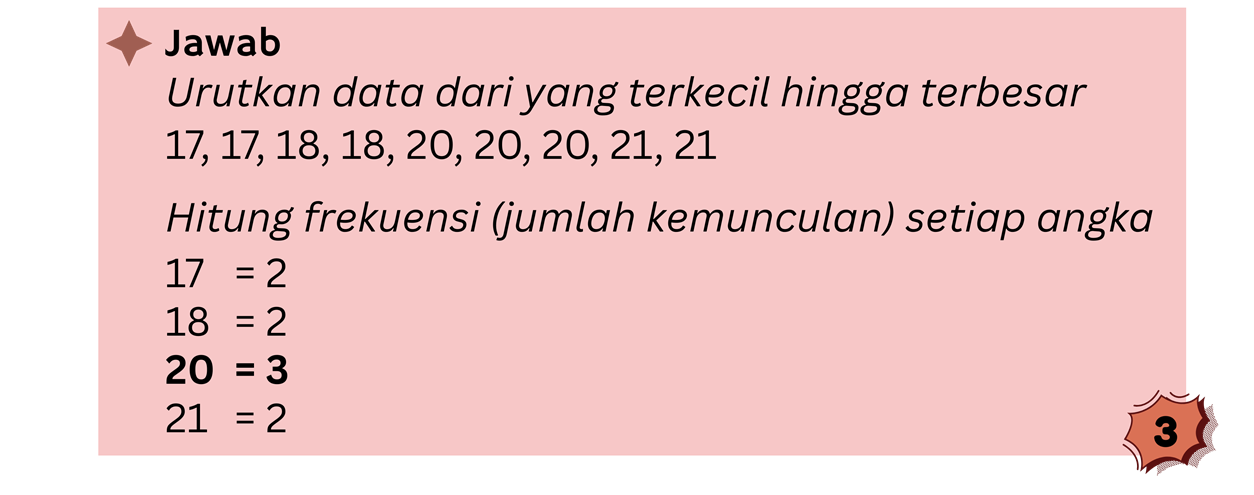 Jawab
Urutkan data dari yang terkecil hingga terbesar
17, 17, 18, 18, 20, 20, 20, 21, 21
Hitung frekuensi (jumlah kemunculan) setiap angka
17 = 2
18 = 2
20 = 3
21 = 2
3